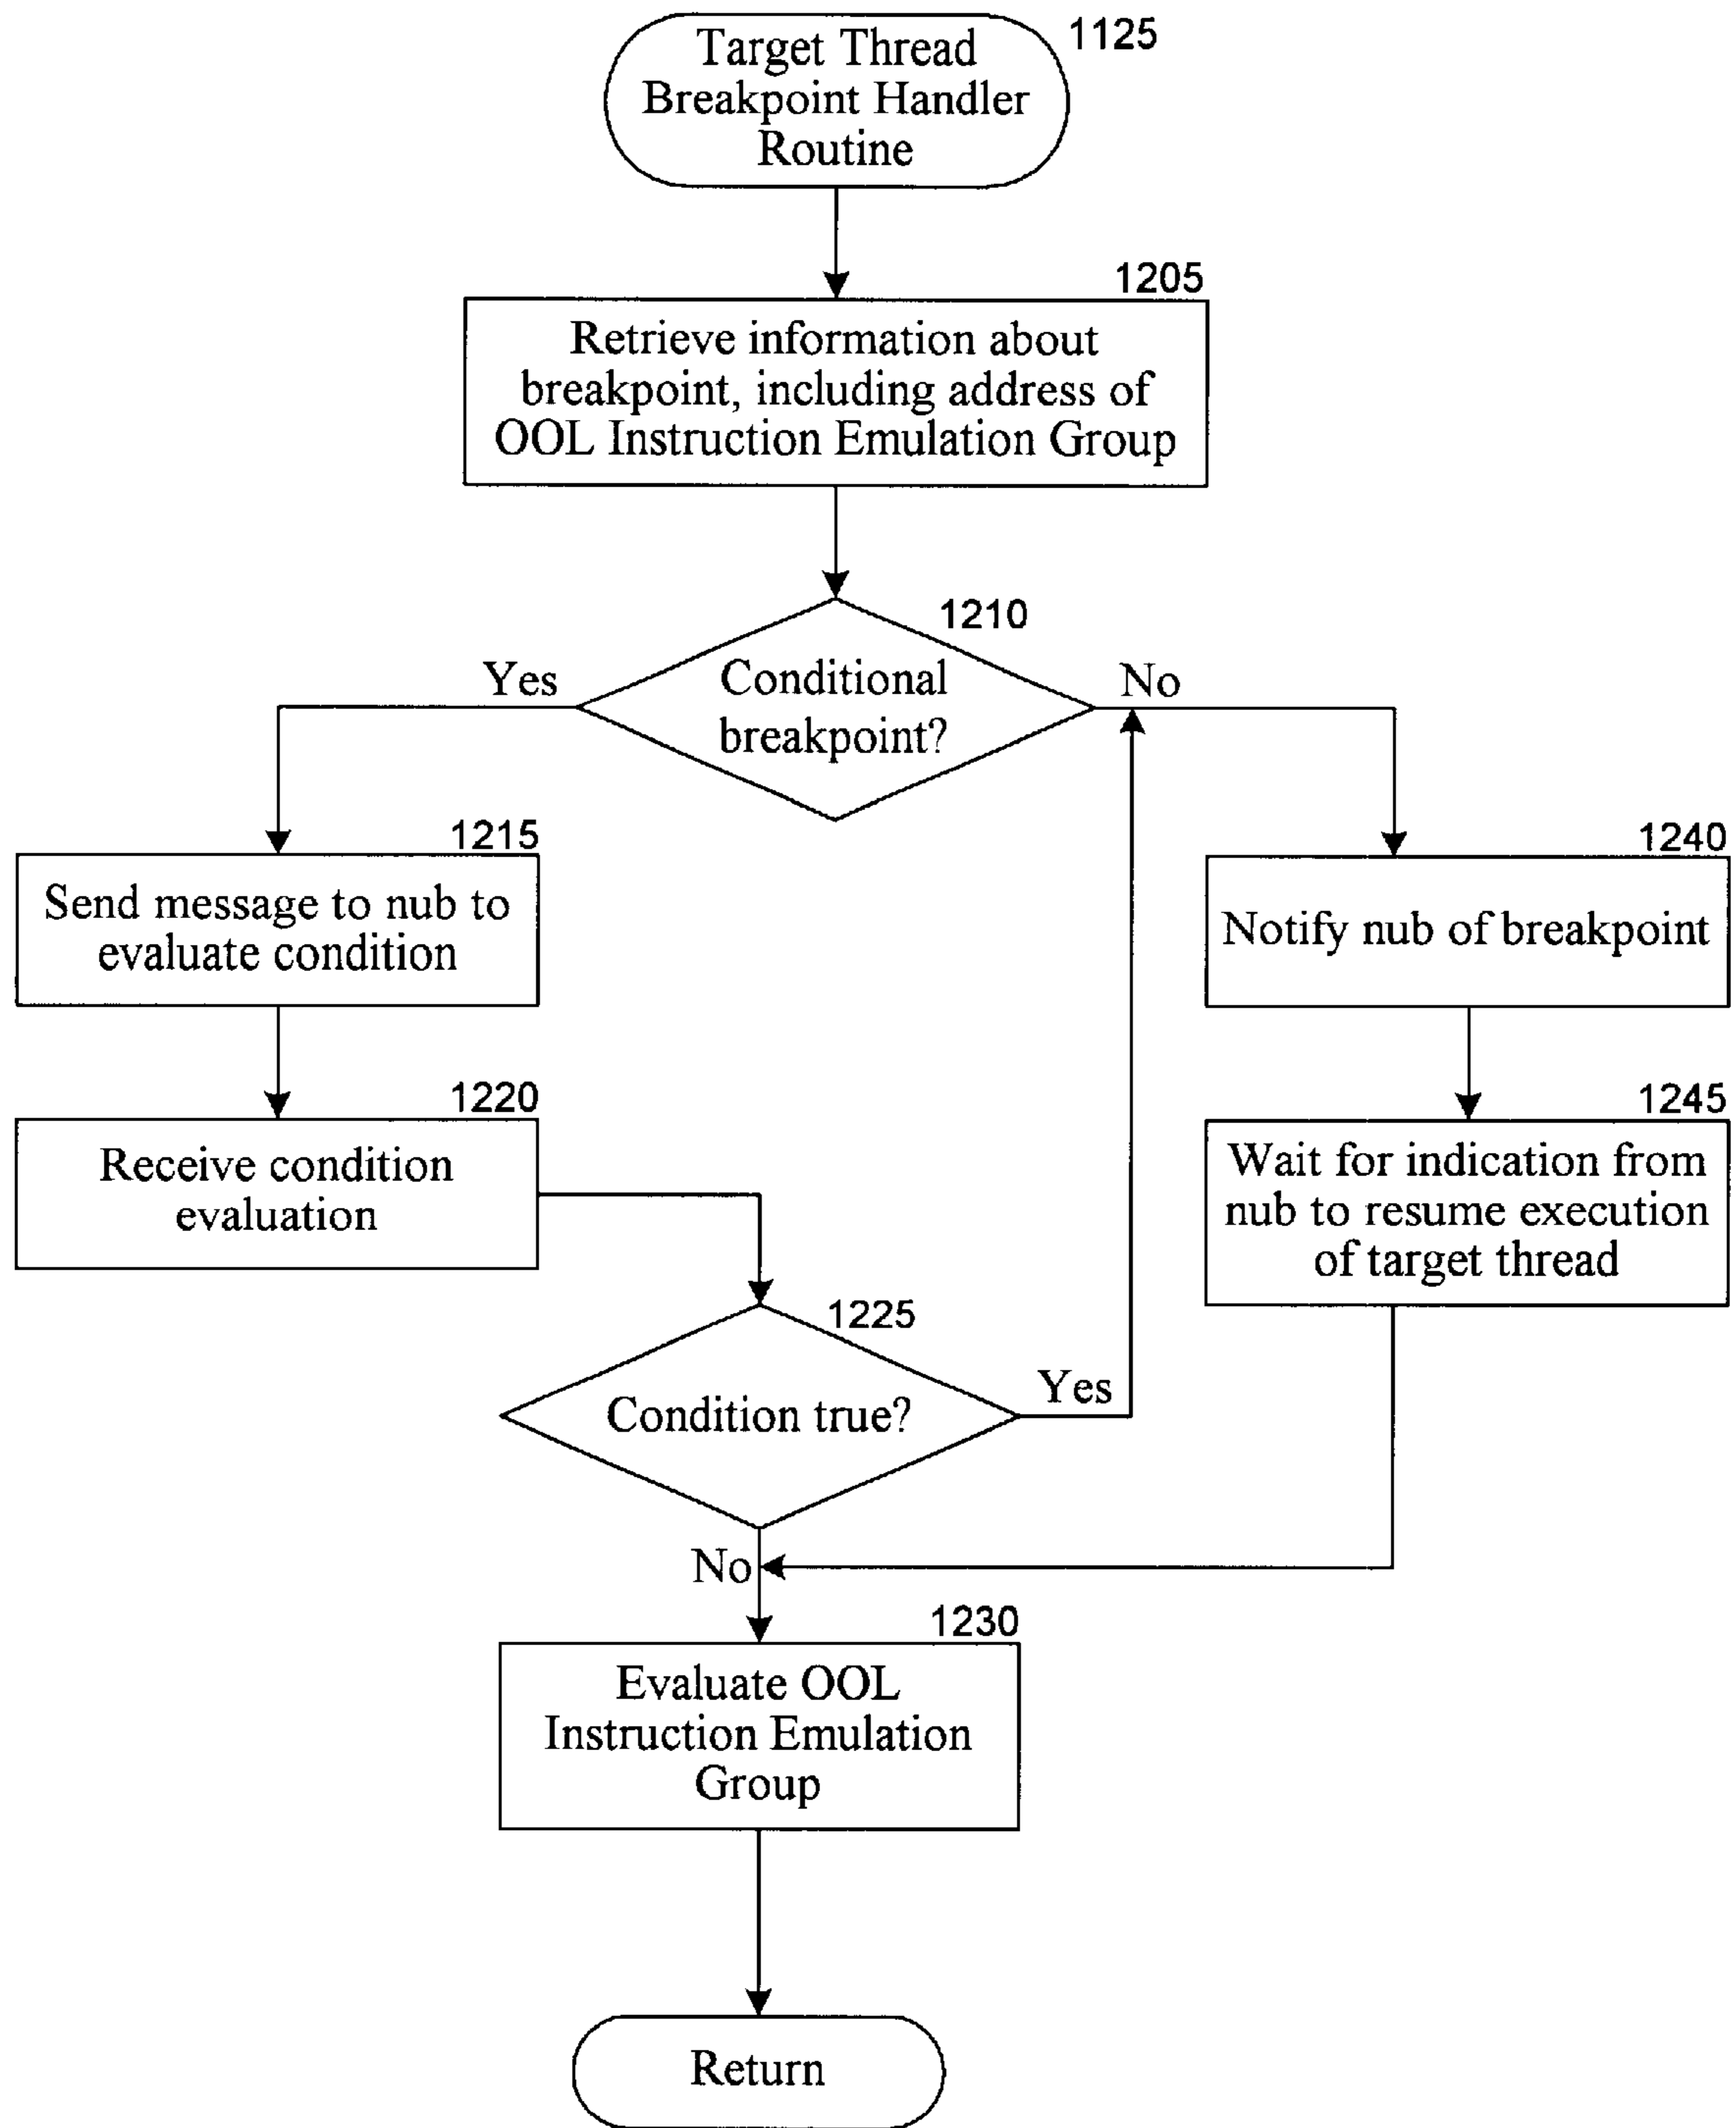 Target Thread
Breakpoint Handler
Routine
1125
1205
Retrieve information about
breakpoint, including address of
OOL Instruction Emulation Group
1210
Conditional
breakpoint?
Yes
No
1215
Send message to nub to
evaluate condition
1240
Notify nub of breakpoint
1220
Receive condition
evaluation
1245
Wait for indication from
nub to resume execution
of target thread
1225
Condition true?
Yes
No
1230
Evaluate OOL
Instruction Emulation
Group
Return